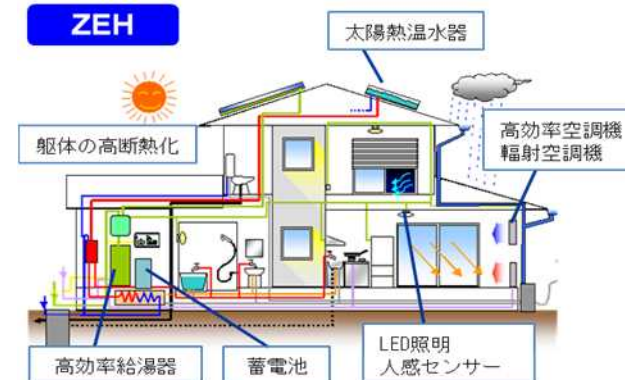 ZEH
太陽熱温水器
高効率空調機
輻射空調機
躯体の高断熱化
高効率給湯器
蓄電池
LED照明
人感センサー